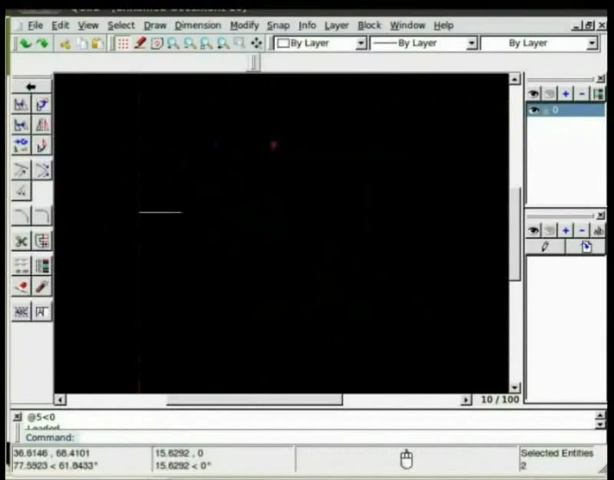 File Edit View Select Draw Dimension Modify Snap Info Layer Block Window Help
By Layer By Layer By Layer
0
10 / 100
@5<0
Command:
36.6146 , 68.4101 15.6292 , 0 Selected Entities
77.5923 < 61.8433° 15.6292 < 0° 2